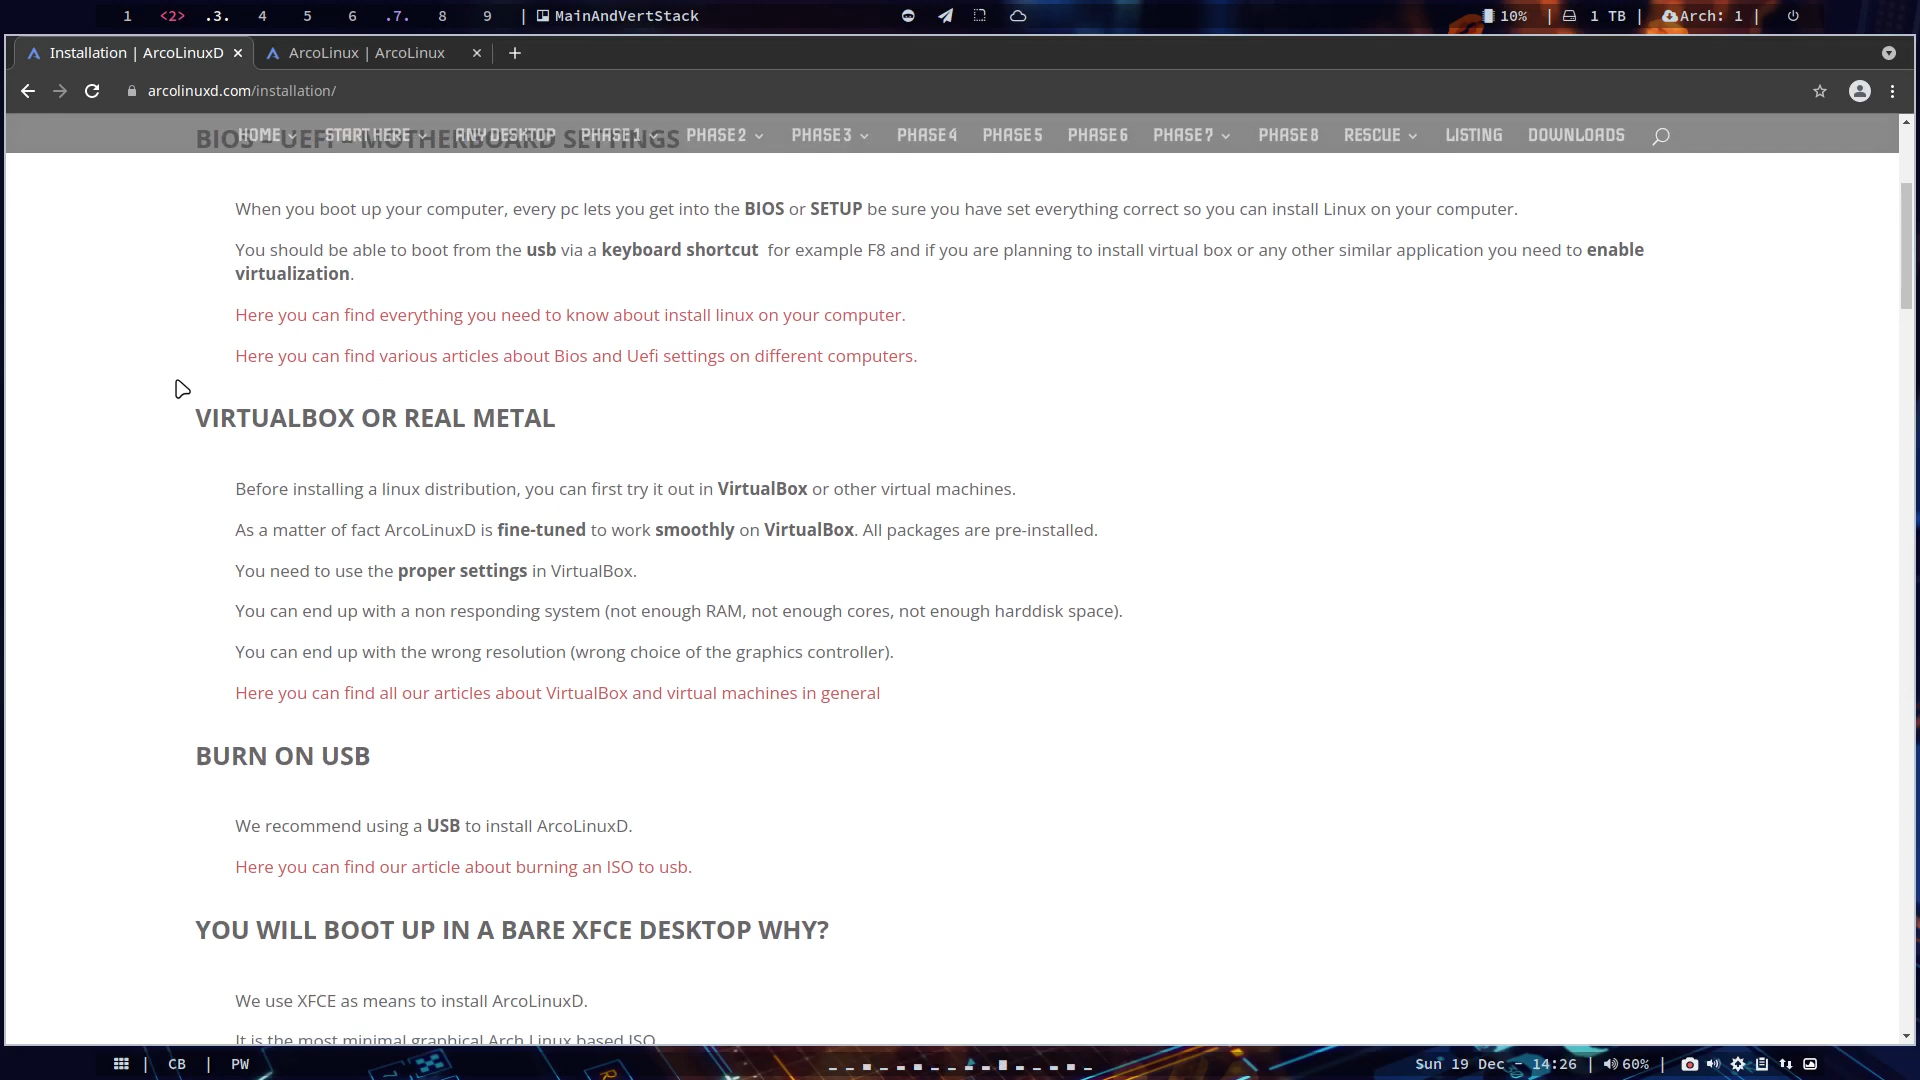 1 <2> .3. 4 5 6 .7. 8 9 | MainAndVertStack 10% | 1 TB | Arch: 1 |
Installation | ArcoLinuxD ArcoLinux | ArcoLinux
arcolinuxd.com/installation/
HOME START HERE ANY DESKTOP PHASE 1 PHASE 2 PHASE 3 PHASE 4 PHASE 5 PHASE 6 PHASE 7 PHASE 8 RESCUE LISTING DOWNLOADS
BIOS - UEFI - MOTHERBOARD SETTINGS
When you boot up your computer, every pc lets you get into the BIOS or SETUP be sure you have set everything correct so you can install Linux on your computer.
You should be able to boot from the usb via a keyboard shortcut for example F8 and if you are planning to install virtual box or any other similar application you need to enable
virtualization.
Here you can find everything you need to know about install linux on your computer.
Here you can find various articles about Bios and Uefi settings on different computers.
VIRTUALBOX OR REAL METAL
Before installing a linux distribution, you can first try it out in VirtualBox or other virtual machines.
As a matter of fact ArcoLinuxD is fine-tuned to work smoothly on VirtualBox. All packages are pre-installed.
You need to use the proper settings in VirtualBox.
You can end up with a non responding system (not enough RAM, not enough cores, not enough harddisk space).
You can end up with the wrong resolution (wrong choice of the graphics controller).
Here you can find all our articles about VirtualBox and virtual machines in general
BURN ON USB
We recommend using a USB to install ArcoLinuxD.
Here you can find our article about burning an ISO to usb.
YOU WILL BOOT UP IN A BARE XFCE DESKTOP WHY?
We use XFCE as means to install ArcoLinuxD.
It is the most minimal graphical Arch Linux based ISO
| CB | PW Sun 19 Dec - 14:26 | 60% |